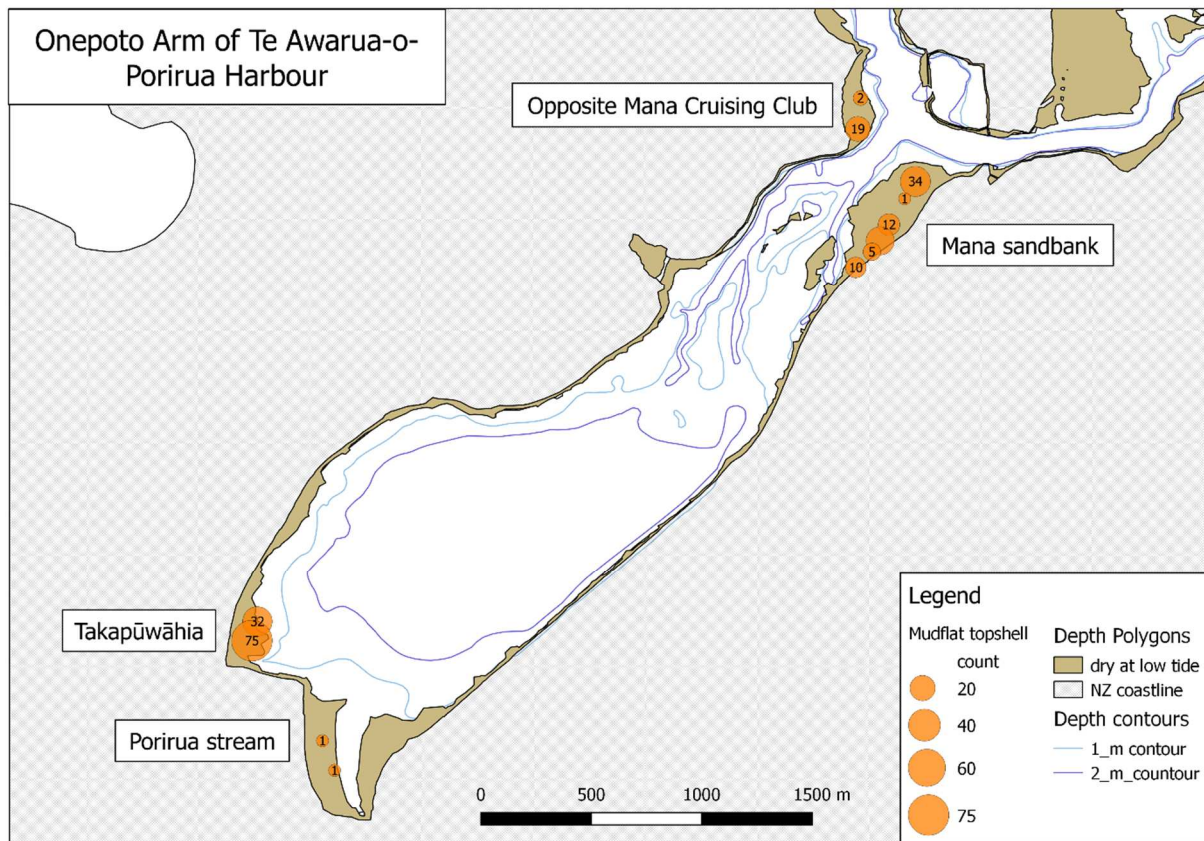 Onepoto Arm of Te Awarua-o-
Porirua Harbour
Opposite Mana Cruising Club
2
19
34
1
12
5
10
Mana sandbank
Takapūwāhia
32
75
Porirua stream
1
1
0 500 1000 1500 m
Legend
Mudflat topshell
count
20
40
60
75
Depth Polygons
dry at low tide
NZ coastline
Depth contours
1_m contour
2_m_countour